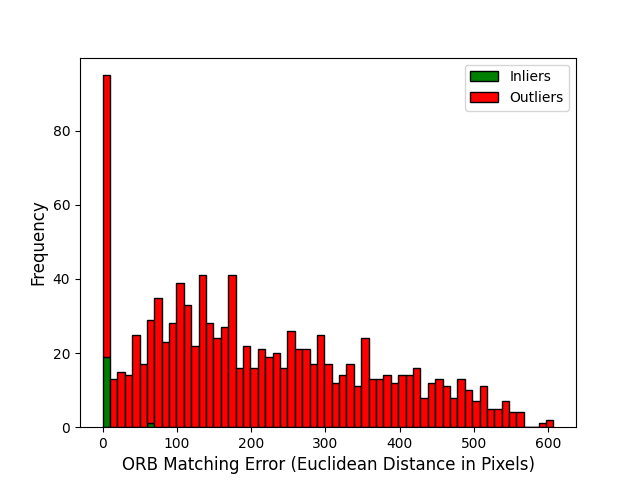 Inliers
Outliers
80
60
40
20
0
Frequency
0 100 200 300 400 500 600
ORB Matching Error (Euclidean Distance in Pixels)